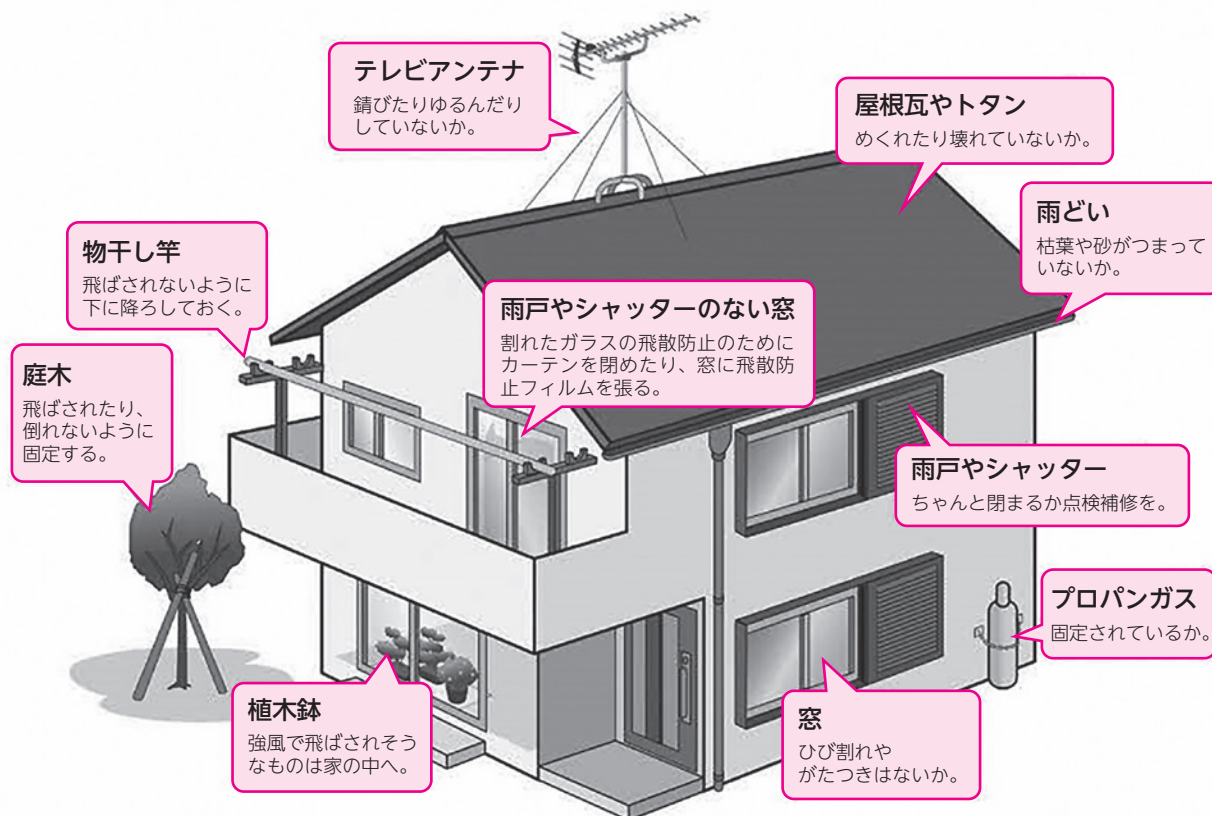 テレビアンテナ
錆びたりゆるんだり
していないか。
屋根瓦やトタン
めくれたり壊れていないか。
雨どい
枯葉や砂がつまって
いないか。
物干し竿
飛ばされないように
下に降ろしておく。
雨戸やシャッターのない窓
割れたガラスの飛散防止のために
カーテンを閉めたり、窓に飛散防
止フィルムを張る。
庭木
飛ばされたり、
倒れないように
固定する。
雨戸やシャッター
ちゃんと閉まるか点検補修を。
プロパンガス
固定されているか。
植木鉢
強風で飛ばされそう
なものは家の中へ。
窓
ひび割れや
がたつきはないか。